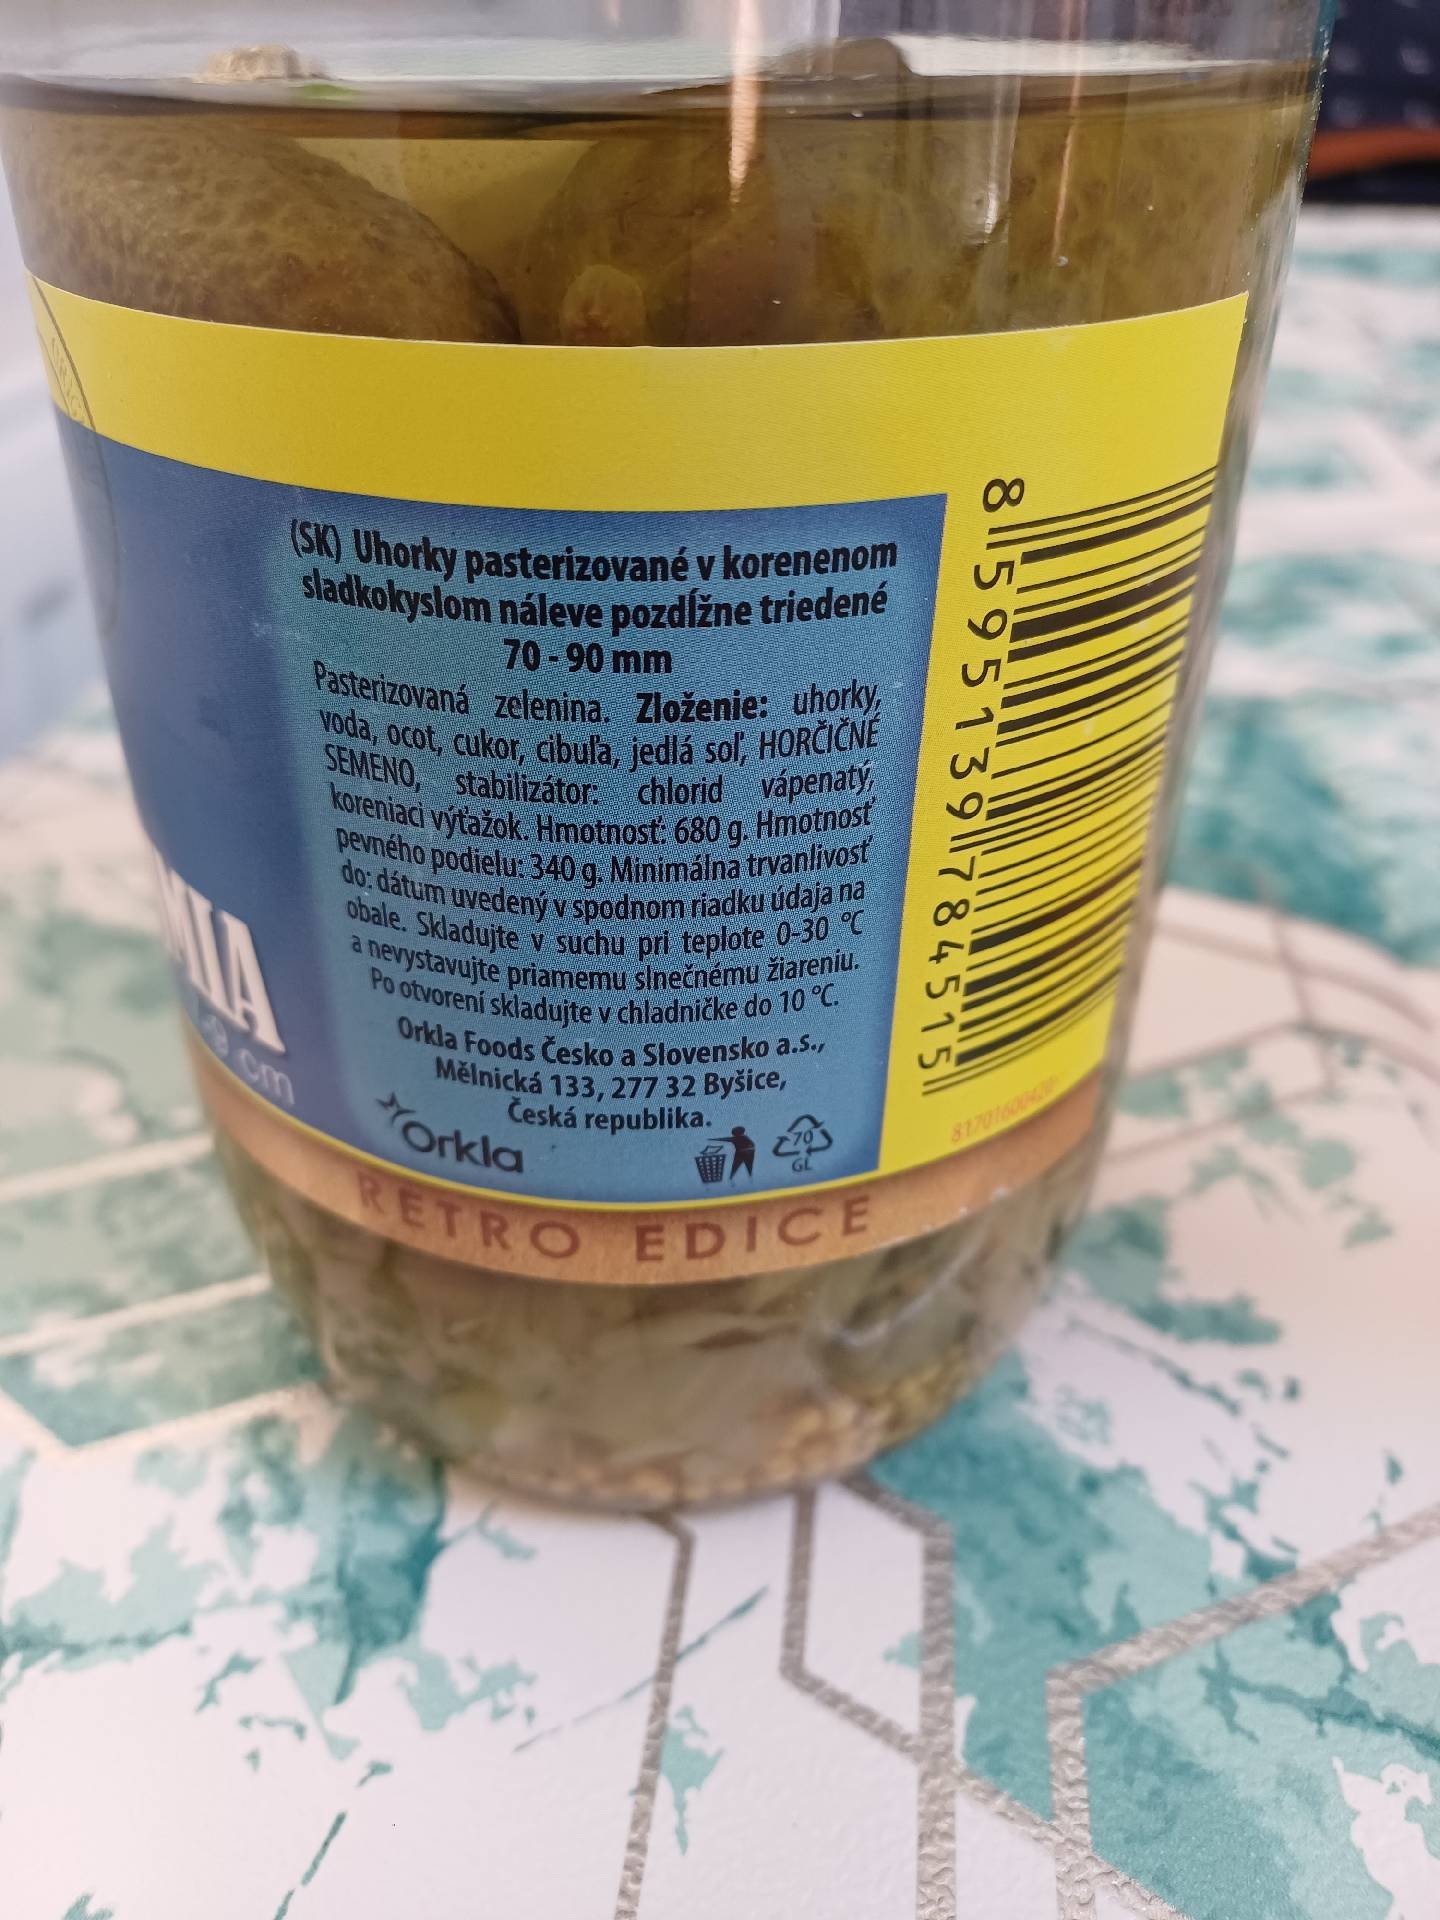 (SK) Uhorky pasterizované v korenenom
sladkokyslom náleve pozdĺžne triedené
70 - 90 mm
Pasterizovaná zelenina. Zloženie: uhorky,
voda, ocot, cukor, cibuľa, jedlá soľ, HORČIČNÉ
SEMENO, stabilizátor: chlorid vápenatý,
koreniaci výťažok. Hmotnosť: 680 g. Hmotnosť
pevného podielu: 340 g. Minimálna trvanlivosť
do: dátum uvedený v spodnom riadku údaja na
obale. Skladujte v suchu pri teplote 0-30 °C
a nevystavujte priamemu slnečnému žiareniu.
Po otvorení skladujte v chladničke do 10 °C.
Orkla Foods Česko a Slovensko a.s.,
Mělnická 133, 277 32 Byšice,
Česká republika.
Orkla
70
GL
RETRO EDICE
MIA
-9 cm
8 595139 784515